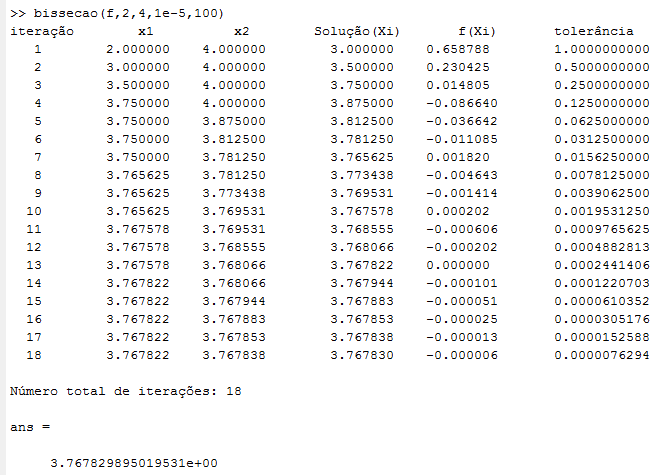 >> bissecao(f,2,4,1e-5,100)
iteração x1 x2 Solução(Xi) f(Xi) tolerância
1 2.000000 4.000000 3.000000 0.658788 1.0000000000
2 3.000000 4.000000 3.500000 0.230425 0.5000000000
3 3.500000 4.000000 3.750000 0.014805 0.2500000000
4 3.750000 4.000000 3.875000 -0.086640 0.1250000000
5 3.750000 3.875000 3.812500 -0.036642 0.0625000000
6 3.750000 3.812500 3.781250 -0.011085 0.0312500000
7 3.750000 3.781250 3.765625 0.001820 0.0156250000
8 3.765625 3.781250 3.773438 -0.004643 0.0078125000
9 3.765625 3.773438 3.769531 -0.001414 0.0039062500
10 3.765625 3.769531 3.767578 0.000202 0.0019531250
11 3.767578 3.769531 3.768555 -0.000606 0.0009765625
12 3.767578 3.768555 3.768066 -0.000202 0.0004882813
13 3.767578 3.768066 3.767822 0.000000 0.0002441406
14 3.767822 3.768066 3.767944 -0.000101 0.0001220703
15 3.767822 3.767944 3.767883 -0.000051 0.0000610352
16 3.767822 3.767883 3.767853 -0.000025 0.0000305176
17 3.767822 3.767853 3.767838 -0.000013 0.0000152588
18 3.767822 3.767838 3.767830 -0.000006 0.0000076294
Número total de iterações: 18
ans =
3.767829895019531e+00